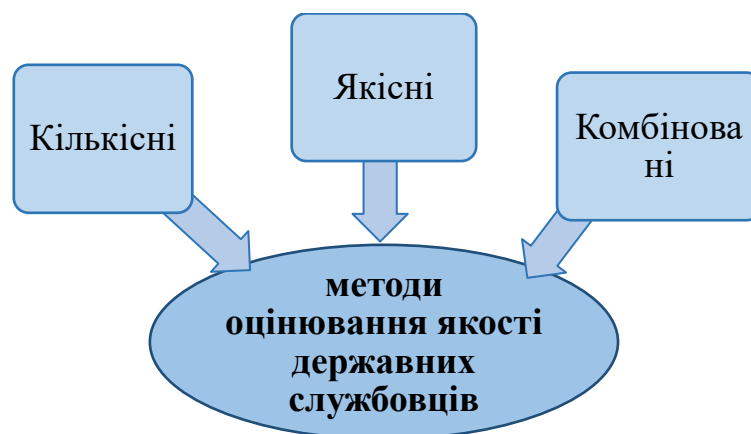 Кількісні
Якісні
Комбінова
ні
методи
оцінювання якості
державних
службовців